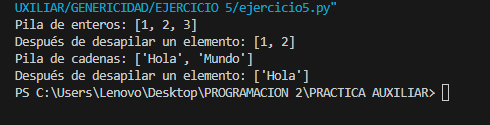 UXILIAR/GENERICIDAD/EJERCICIO 5/ejercicio5.py"
Pila de enteros: [1, 2, 3]
Después de desapilar un elemento: [1, 2]
Pila de cadenas: ['Hola', 'Mundo']
Después de desapilar un elemento: ['Hola']
PS C:\Users\Lenovo\Desktop\PROGRAMACION 2\PRACTICA AUXILIAR>